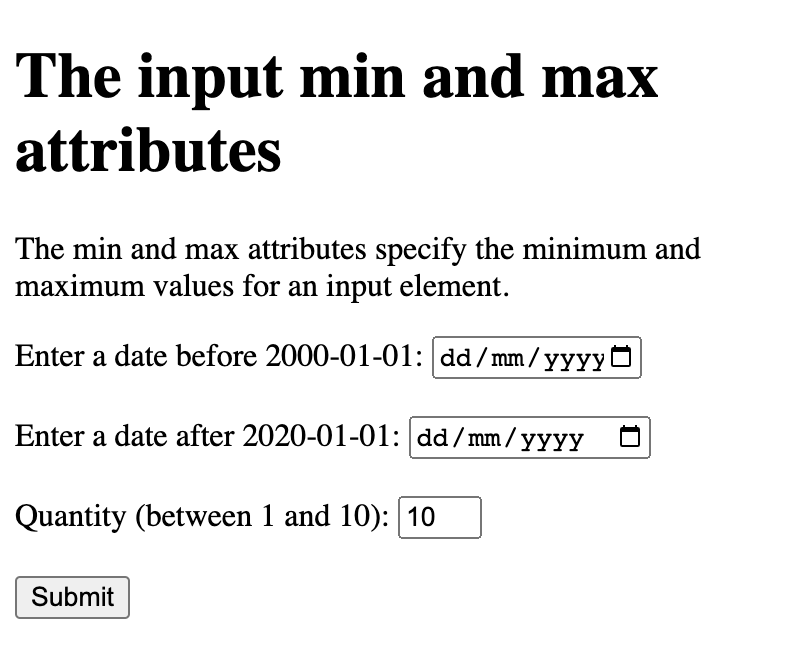 The input min and max
attributes
The min and max attributes specify the minimum and
maximum values for an input element.
Enter a date before 2000-01-01: dd/mm/yyyy
Enter a date after 2020-01-01: dd/mm/yyyy
Quantity (between 1 and 10): 10
Submit